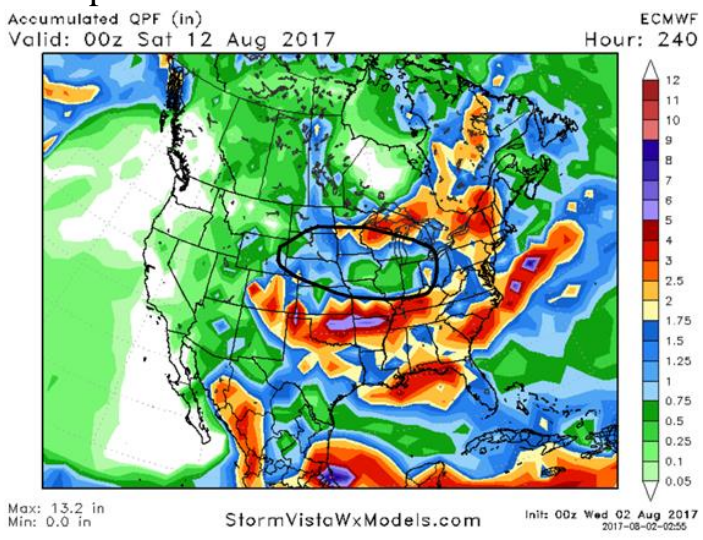 Accumulated QPF (in)
ECMWF
Valid: 00z Sat 12 Aug 2017
Hour: 240
12
11
10
9
8
7
6
5
4
3
2.5
2
1.75
1.5
1.25
1
0.75
0.5
0.25
0.1
0.05
Max: 13.2 in
Min: 0.0 in
StormVistaWxModels.com
Init: 00z Wed 02 Aug 2017
2017-08-02-02:55